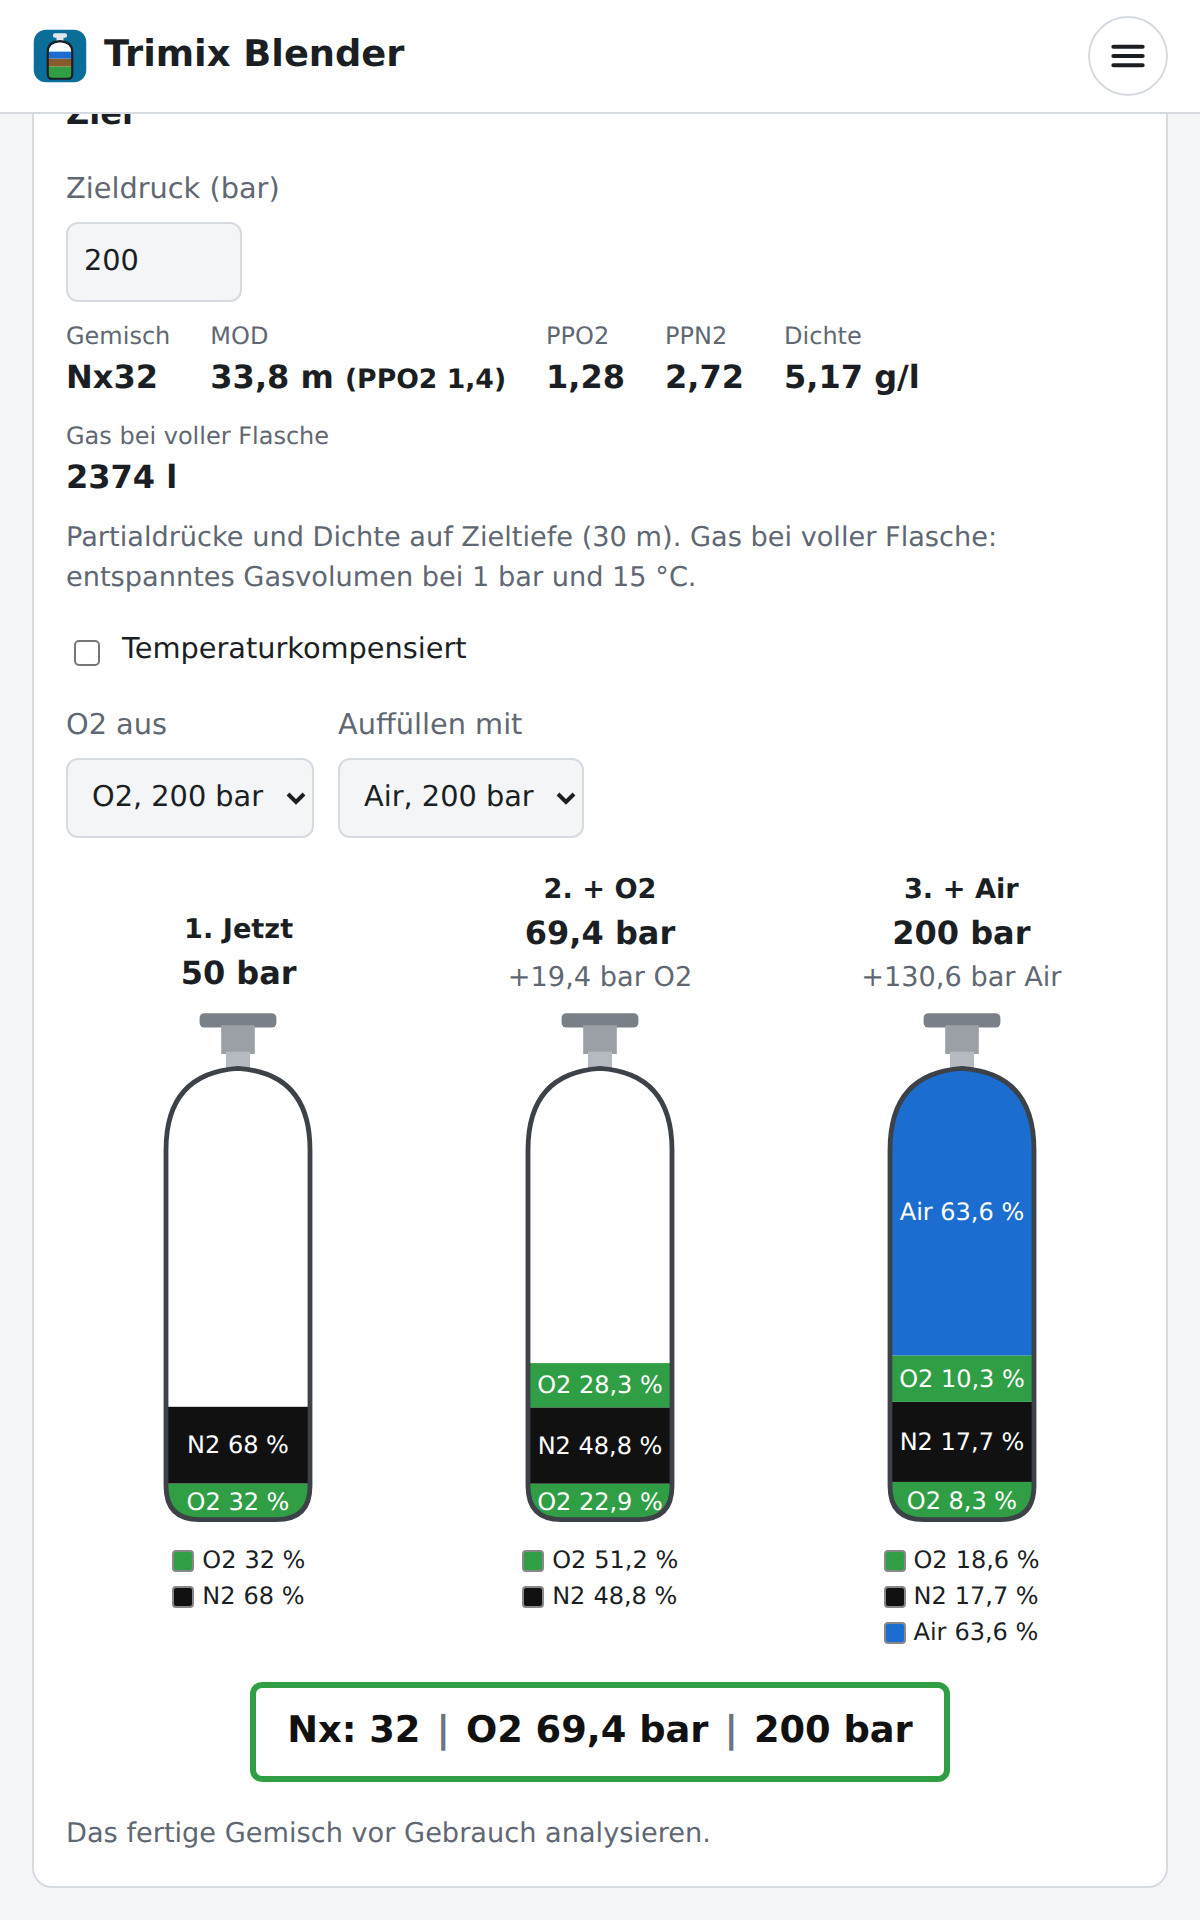 Trimix Blender
Ziel
Zieldruck (bar)
200
Gemisch MOD PPO2 PPN2 Dichte
Nx32 33,8 m (PPO2 1,4) 1,28 2,72 5,17 g/l
Gas bei voller Flasche
2374 l
Partialdrücke und Dichte auf Zieltiefe (30 m). Gas bei voller Flasche:
entspanntes Gasvolumen bei 1 bar und 15 °C.
Temperaturkompensiert
O2 aus Auffüllen mit
O2, 200 bar Air, 200 bar
1. Jetzt
50 bar
N2 68 %
O2 32 %
O2 32 %
N2 68 %
2. + O2
69,4 bar
+19,4 bar O2
O2 28,3 %
N2 48,8 %
O2 22,9 %
O2 51,2 %
N2 48,8 %
3. + Air
200 bar
+130,6 bar Air
Air 63,6 %
O2 10,3 %
N2 17,7 %
O2 8,3 %
O2 18,6 %
N2 17,7 %
Air 63,6 %
Nx: 32 | O2 69,4 bar | 200 bar
Das fertige Gemisch vor Gebrauch analysieren.